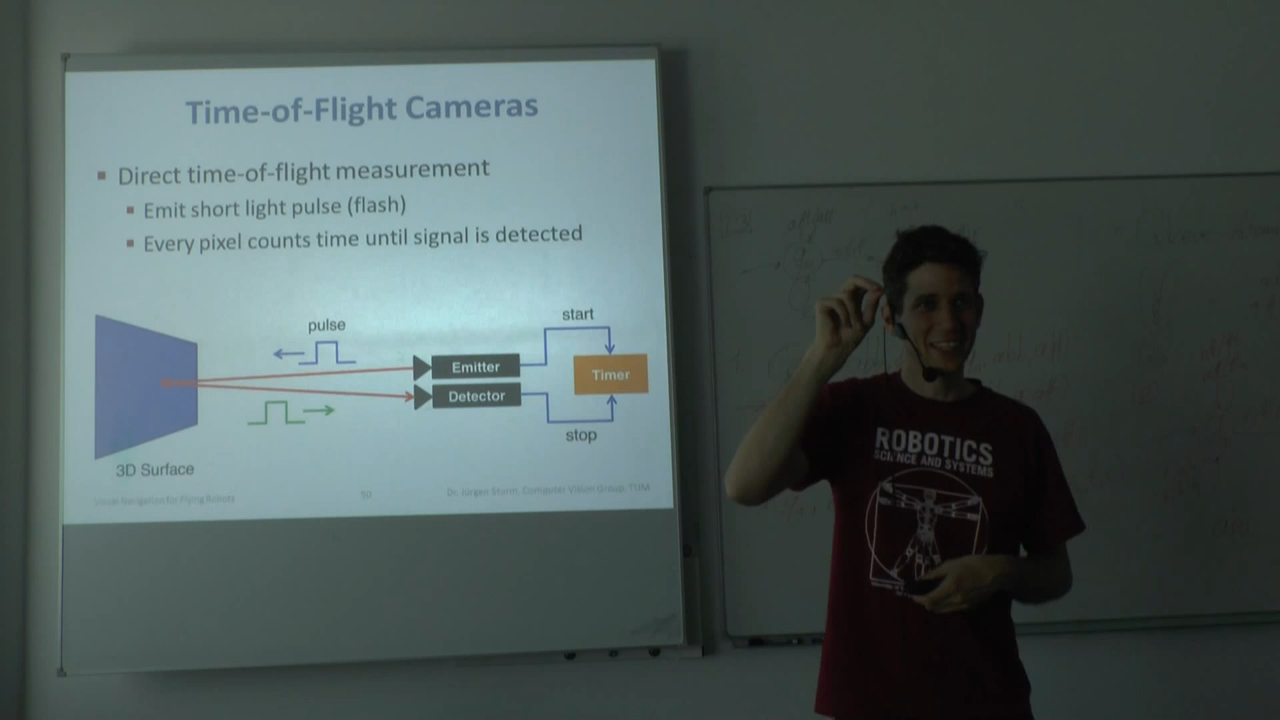 Time-of-Flight Cameras
Direct time-of-flight measurement
Emit short light pulse (flash)
Every pixel counts time until signal is detected
pulse
start
Emitter
Timer
Detector
stop
3D Surface
Visual Navigation for Flying Robots
50
Dr. Jürgen Sturm, Computer Vision Group, TUM
ROBOTICS
SCIENCE AND SYSTEMS